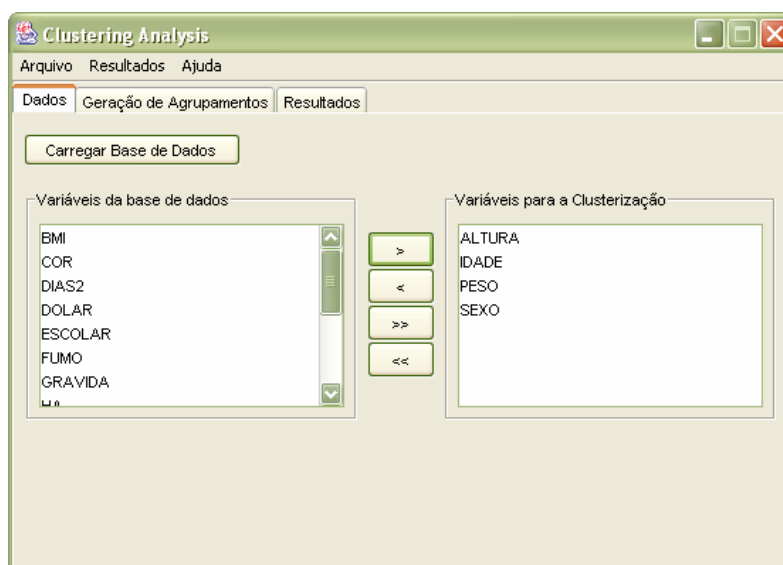 Clustering Analysis
Arquivo Resultados Ajuda
Dados Geração de Agrupamentos Resultados
Carregar Base de Dados
Variáveis da base de dados
BMI
COR
DIAS2
DOLAR
ESCOLAR
FUMO
GRAVIDA
>
<
>>
<<
Variáveis para a Clusterização
ALTURA
IDADE
PESO
SEXO